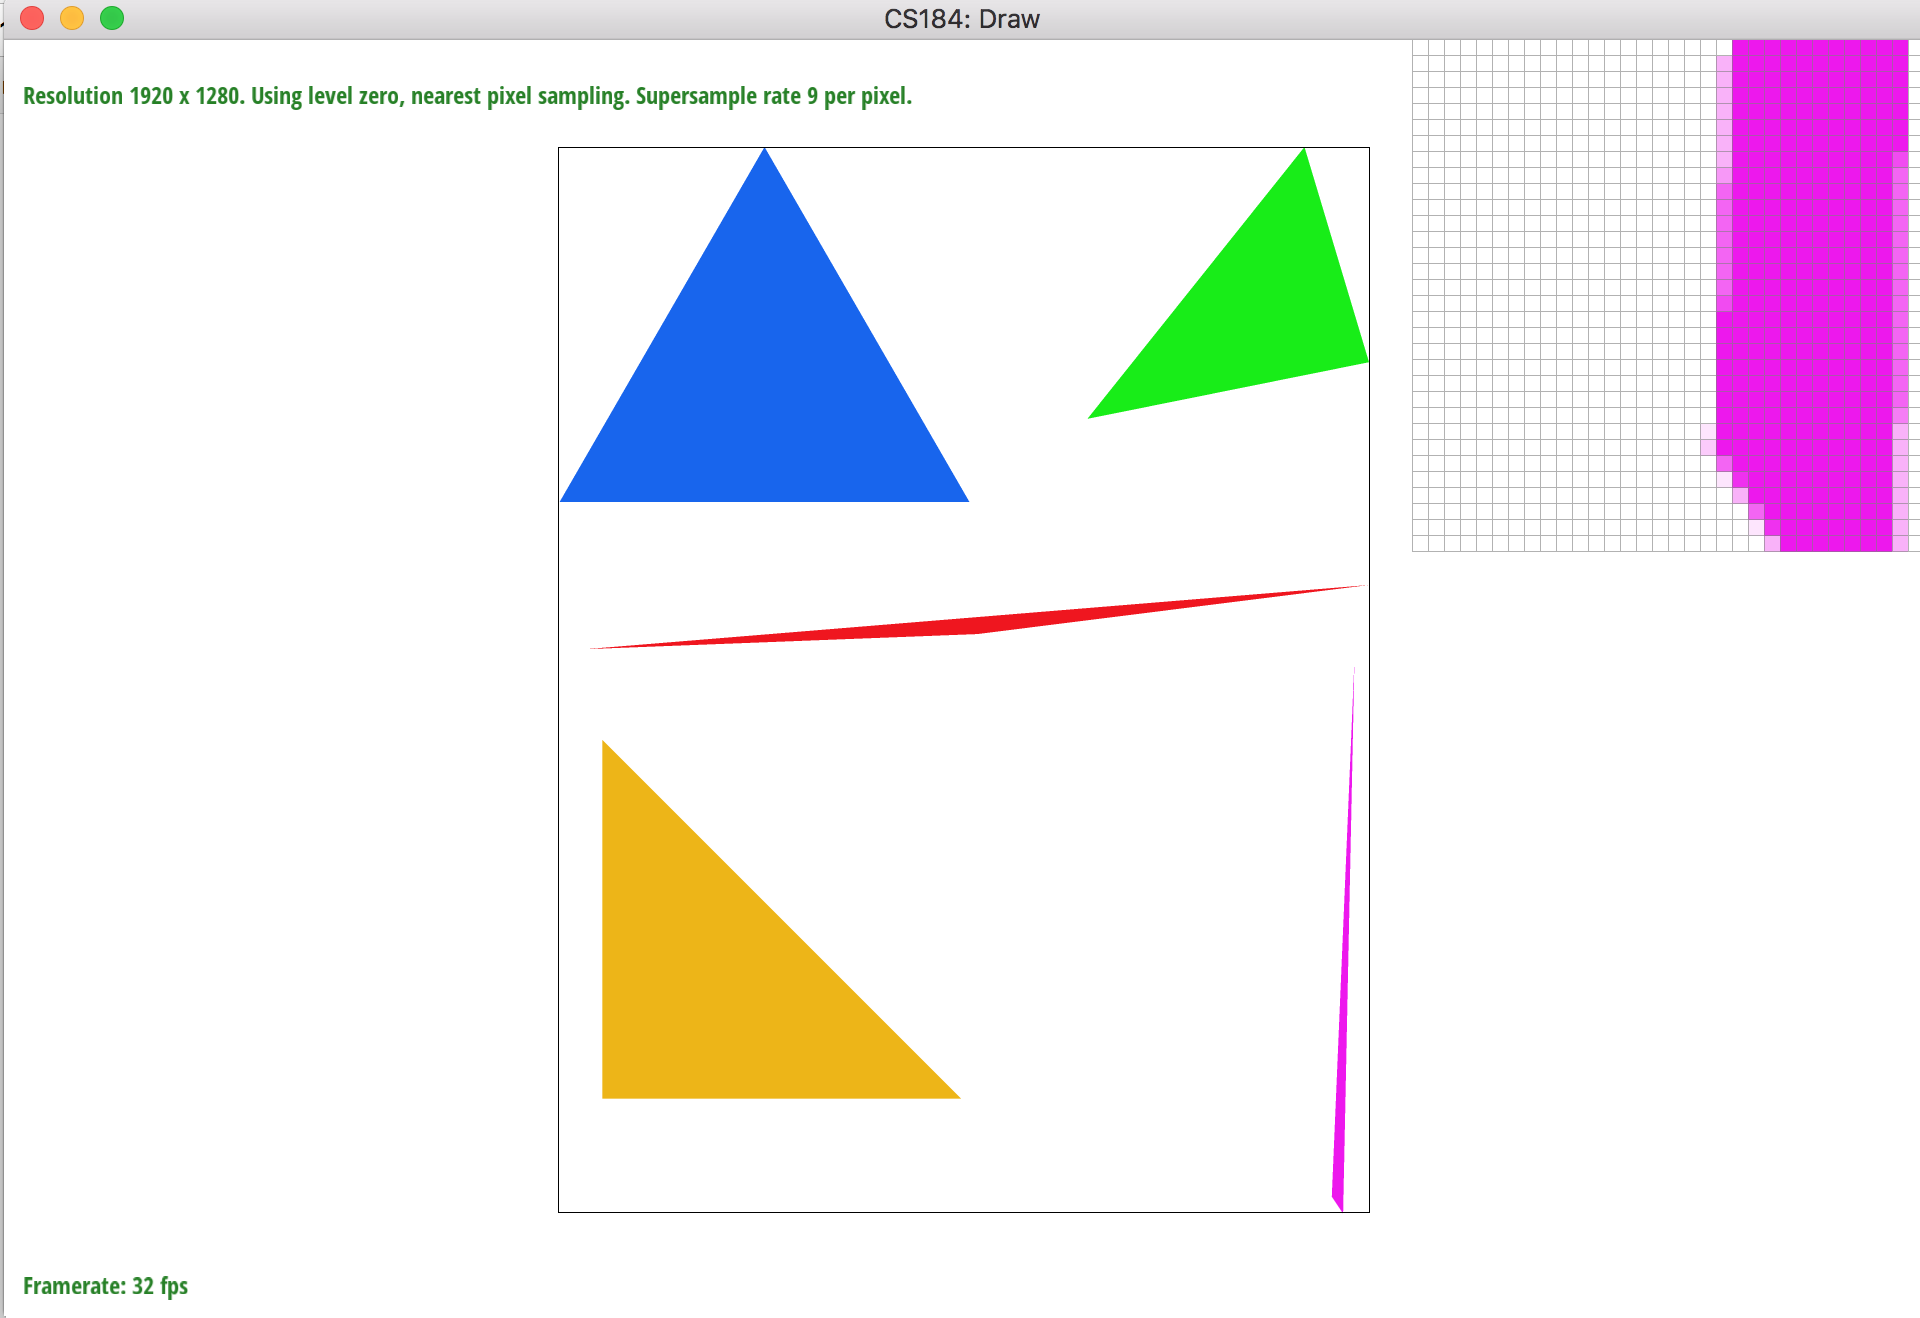 CS184: Draw
Resolution 1920 x 1280. Using level zero, nearest pixel sampling. Supersample rate 9 per pixel.
Framerate: 32 fps